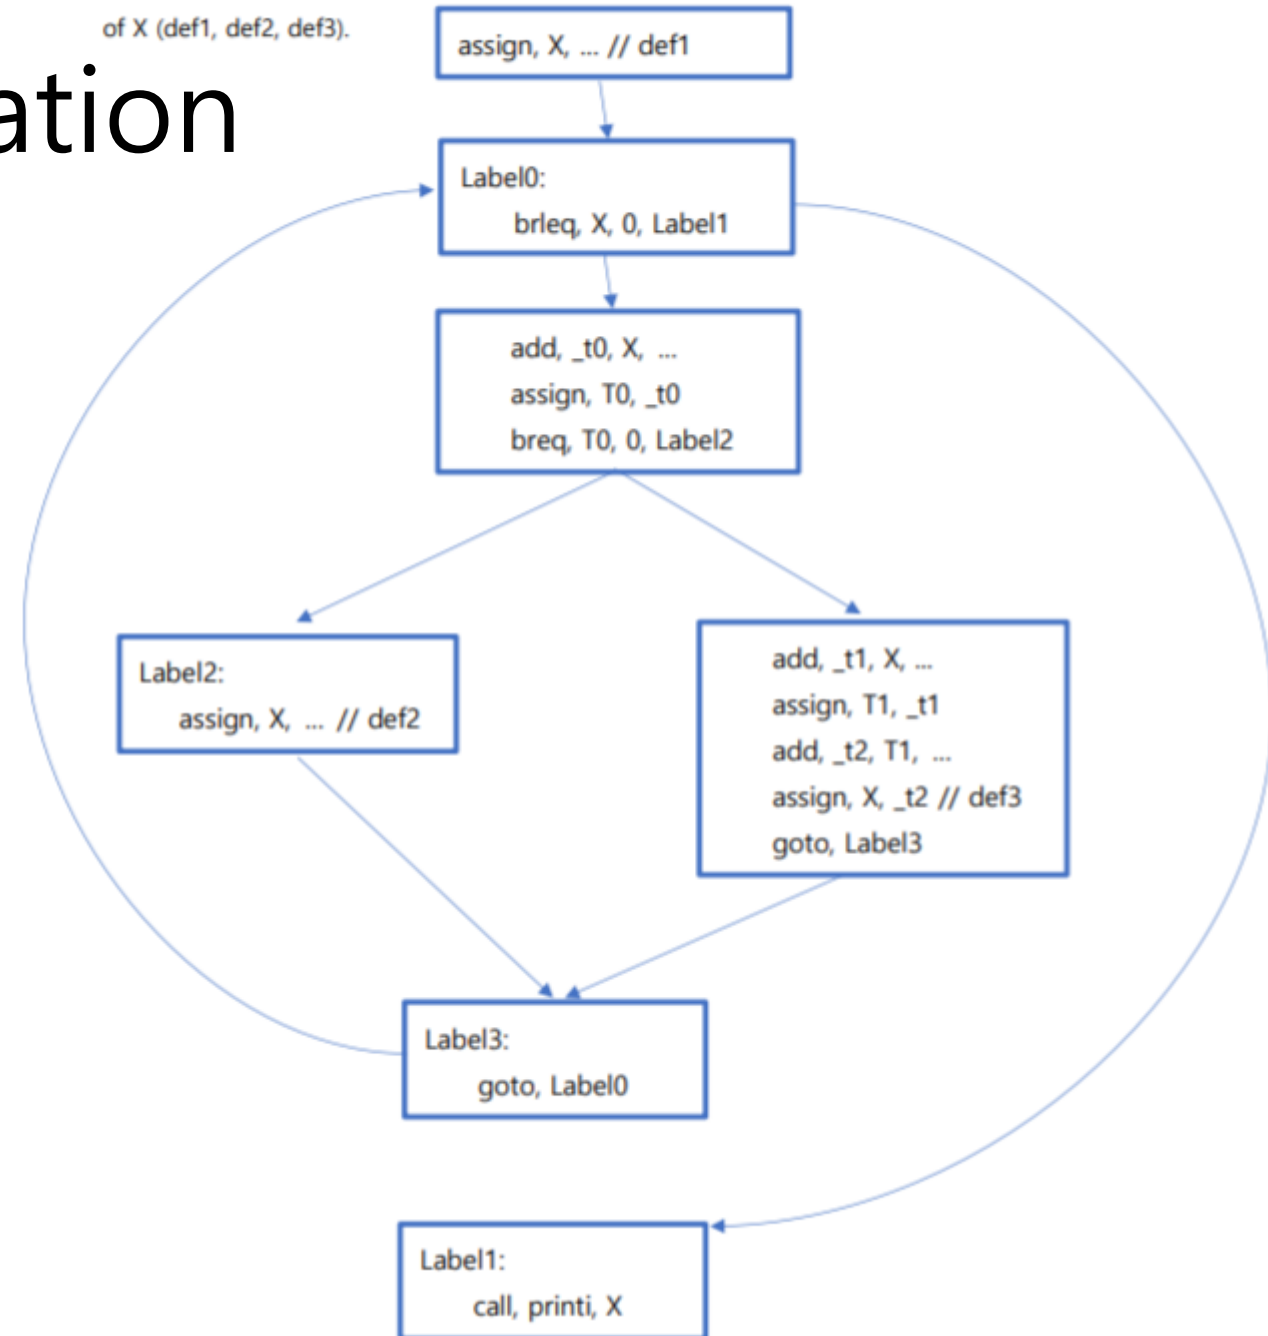 of X (def1, def2, def3).
ation
assign, X, ... // def1
Label0:
brleq, X, 0, Label1
add, _t0, X, ...
assign, T0, _t0
breq, T0, 0, Label2
Label2:
assign, X, ... // def2
add, _t1, X, ...
assign, T1, _t1
add, _t2, T1, ...
assign, X, _t2 // def3
goto, Label3
Label3:
goto, Label0
Label1:
call, printi, X